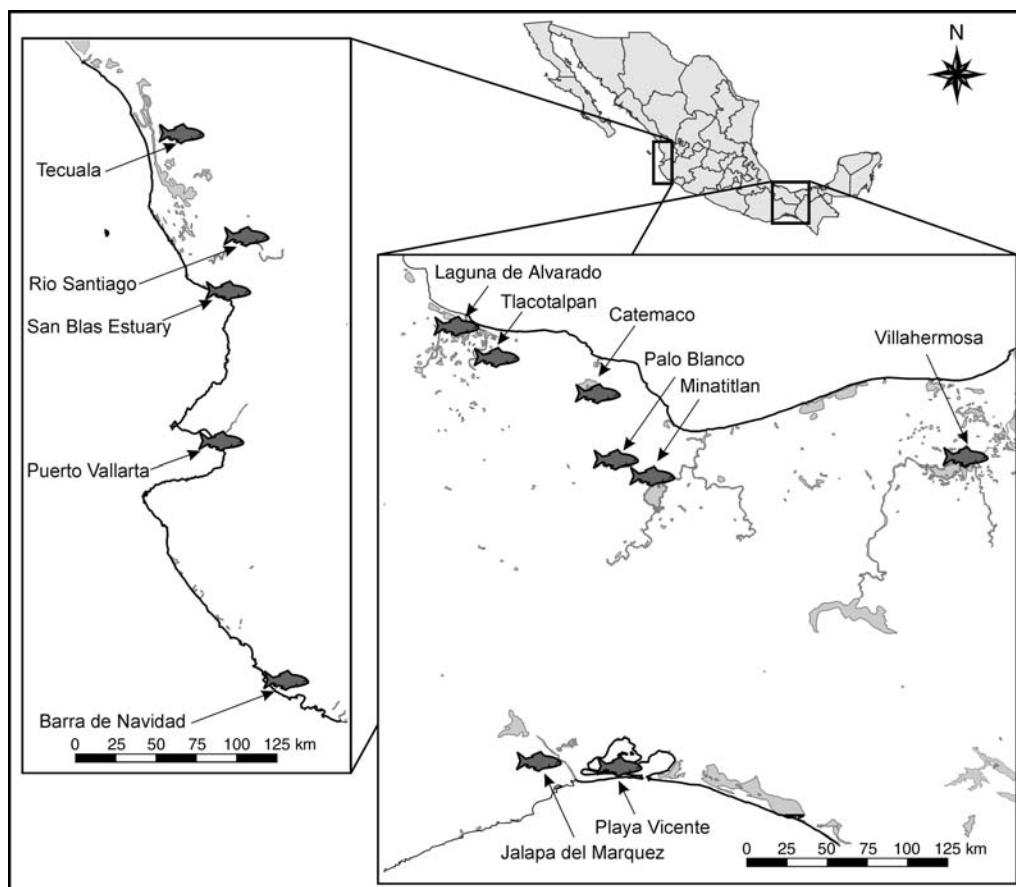 N
Tecuala
Rio Santiago
San Blas Estuary
Puerto Vallarta
Barra de Navidad
0 25 50 75 100 125 km
Laguna de Alvarado
Tlacotalpan
Catemaco
Palo Blanco
Minatitlan
Villahermosa
Playa Vicente
Jalapa del Marquez
0 25 50 75 100 125 km